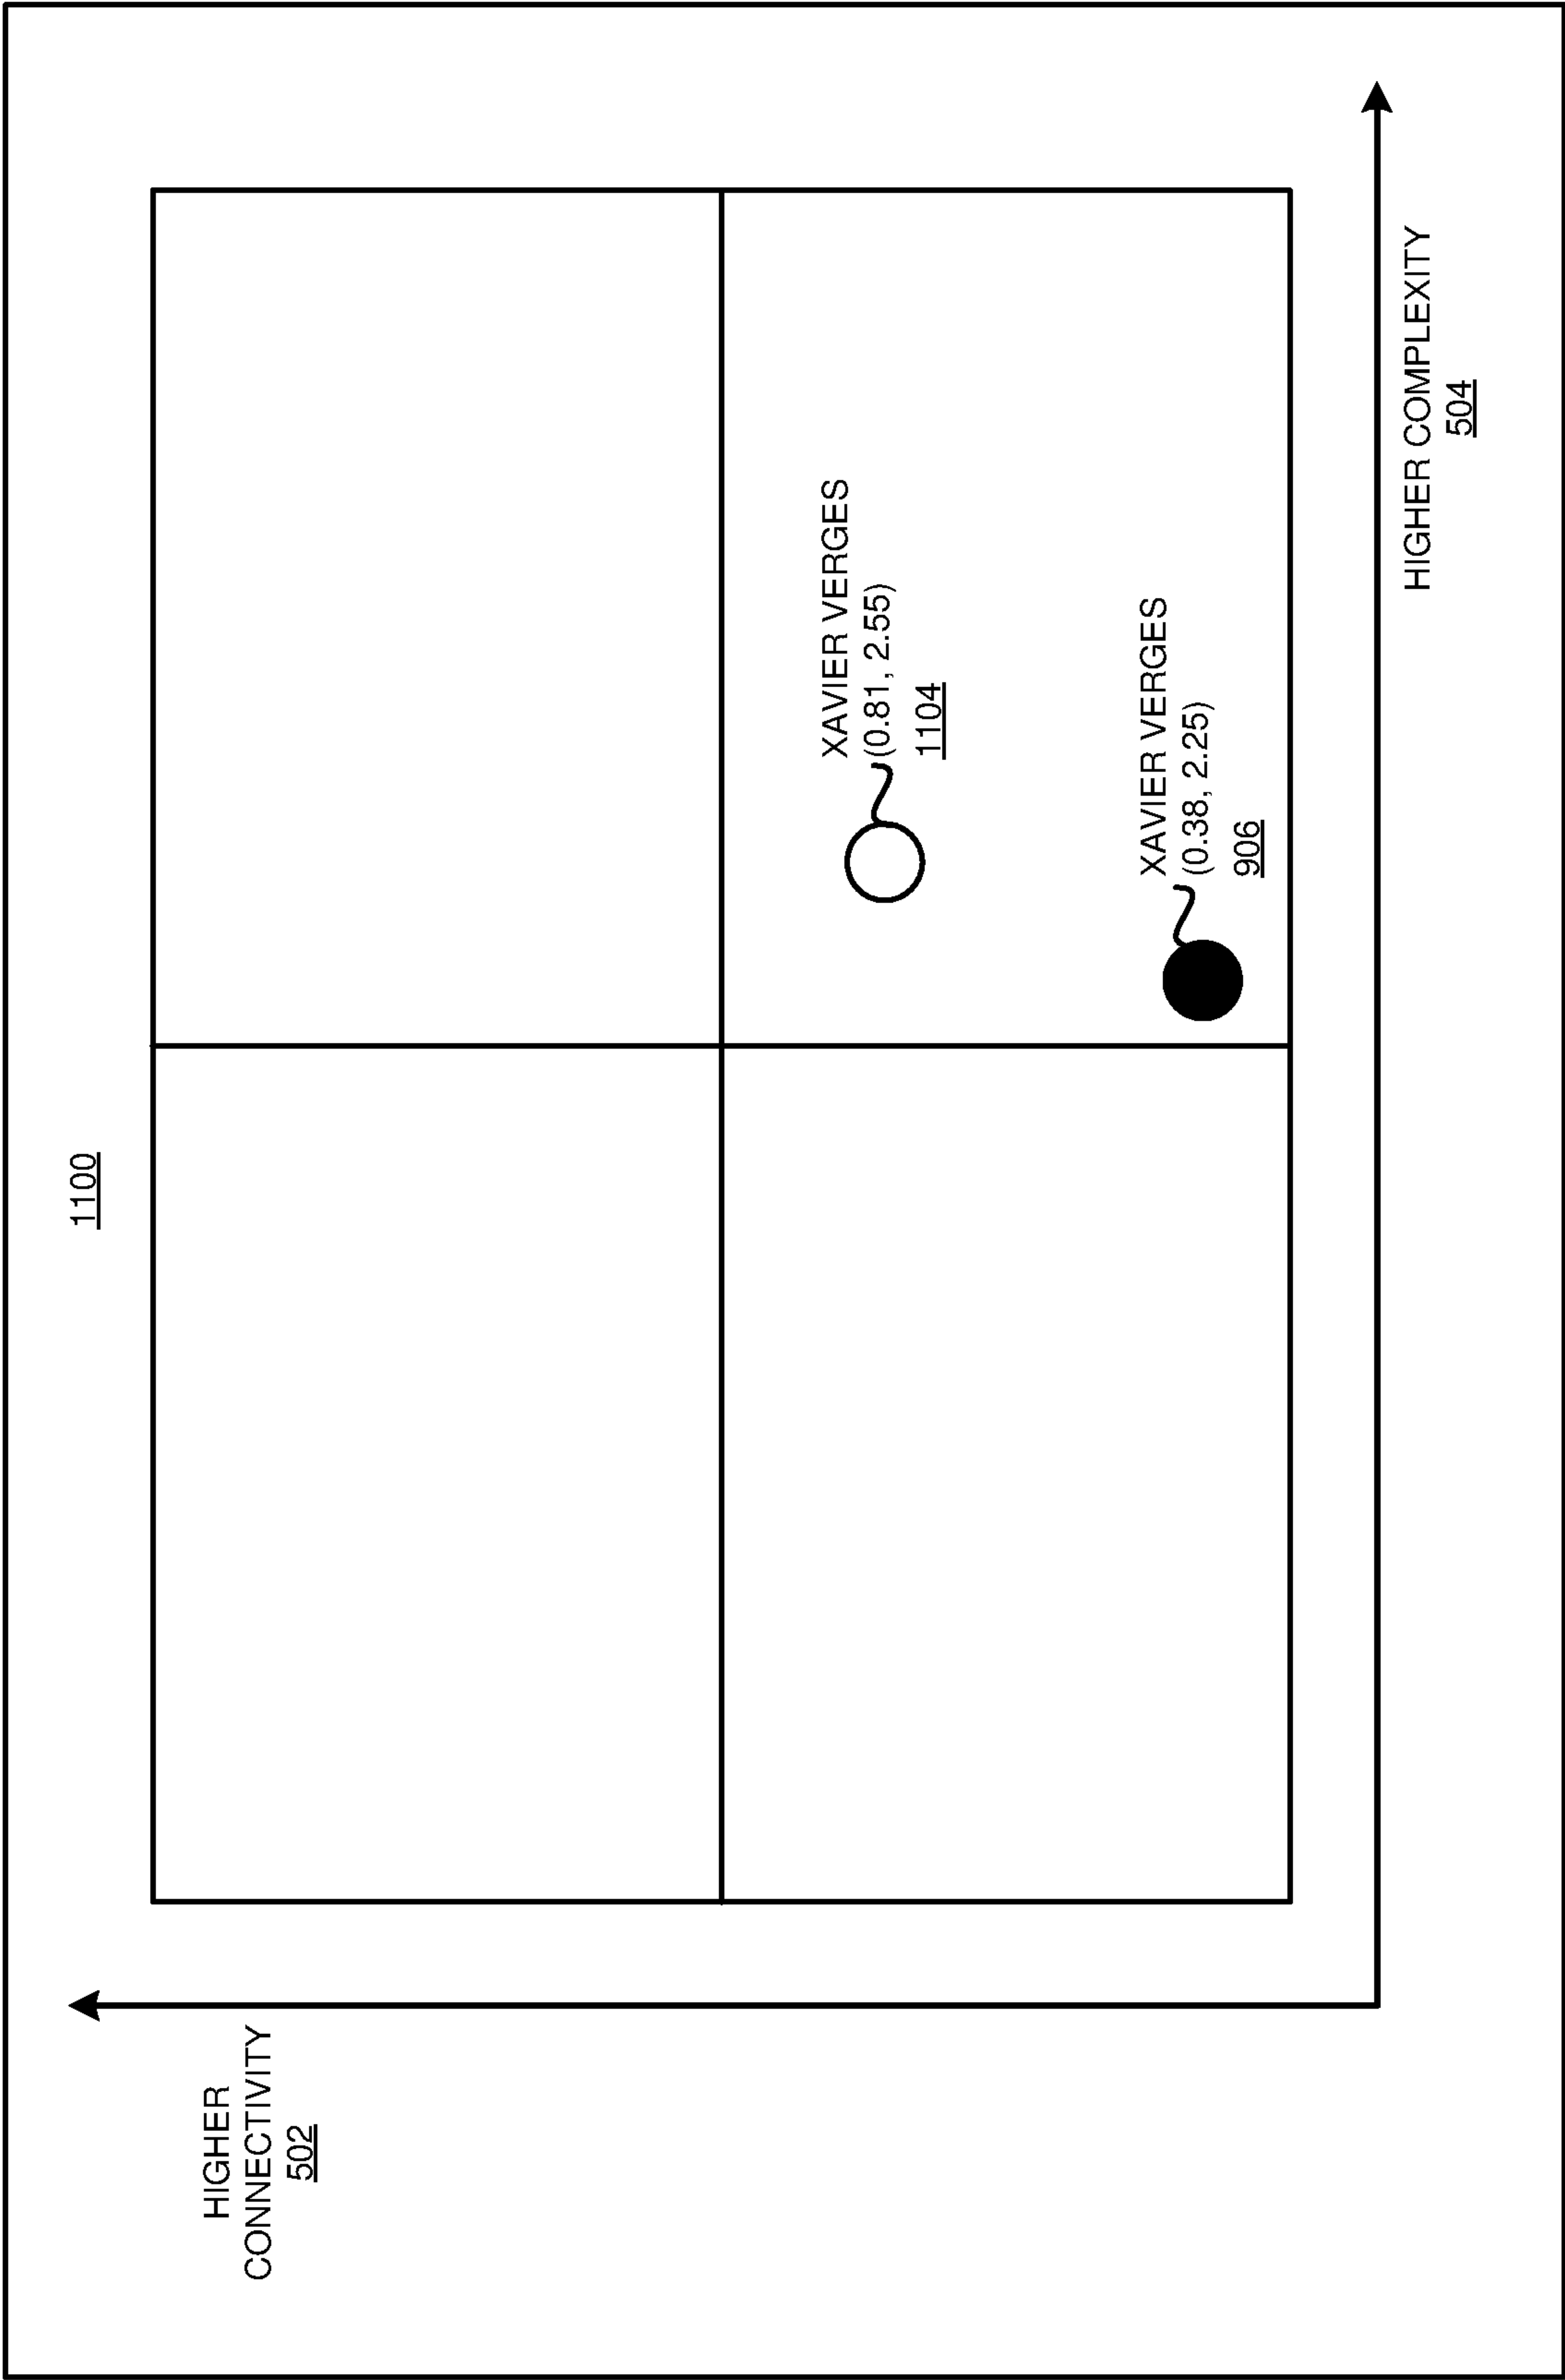 1100
HIGHER
CONNECTIVITY
502
XAVIER VERGES
(0.81, 2.55)
1104
XAVIER VERGES
(0.38, 2.25)
906
HIGHER COMPLEXITY
504